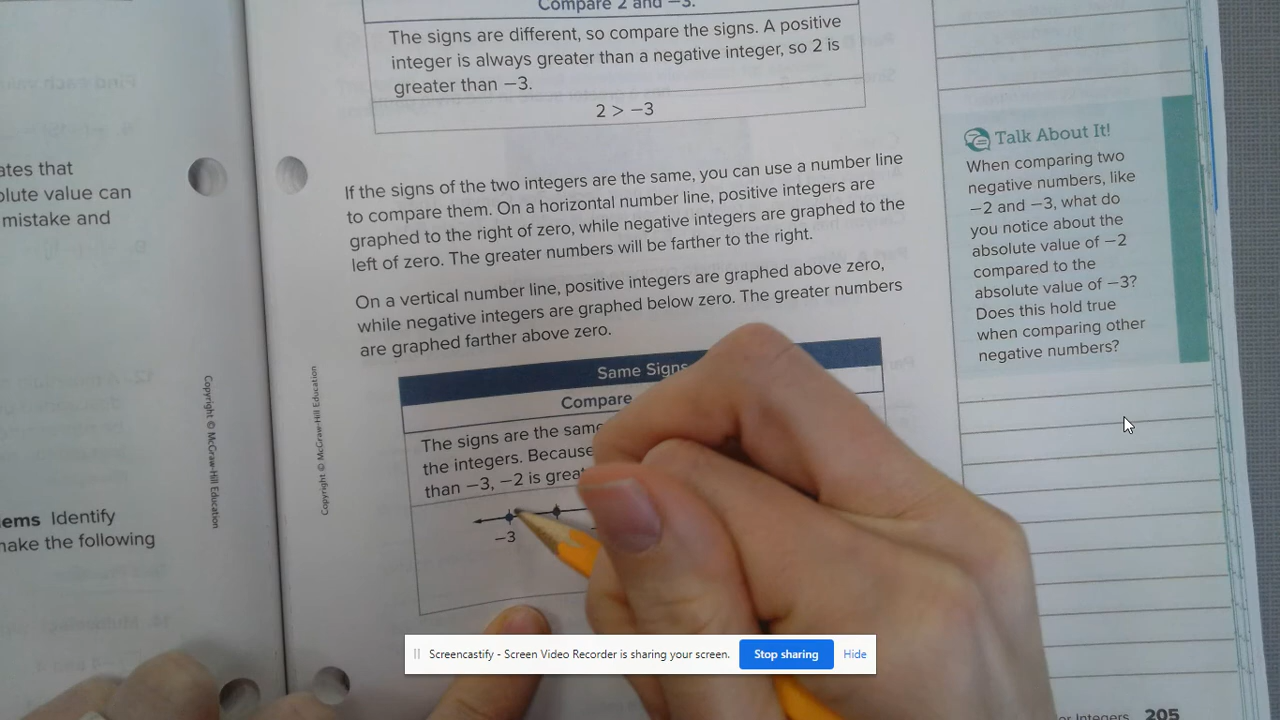 Compare 2 and −3.
The signs are different, so compare the signs. A positive
integer is always greater than a negative integer, so 2 is
greater than −3.
2 > −3
If the signs of the two integers are the same, you can use a number line
to compare them. On a horizontal number line, positive integers are
graphed to the right of zero, while negative integers are graphed to the
left of zero. The greater numbers will be farther to the right.
On a vertical number line, positive integers are graphed above zero,
while negative integers are graphed below zero. The greater numbers
are graphed farther above zero.
Same Signs
Compare
The signs are the same
the integers. Because
than −3, −2 is
−3
Talk About It!
When comparing two
negative numbers, like
−2 and −3, what do
you notice about the
absolute value of −2
compared to the
absolute value of −3?
Does this hold true
when comparing other
negative numbers?
that
value can
mistake and
Identify
the following
Copyright © McGraw-Hill Education
Copyright © McGraw-Hill Education
Integers 205
Screencastify - Screen Video Recorder is sharing your screen.
Stop sharing
Hide